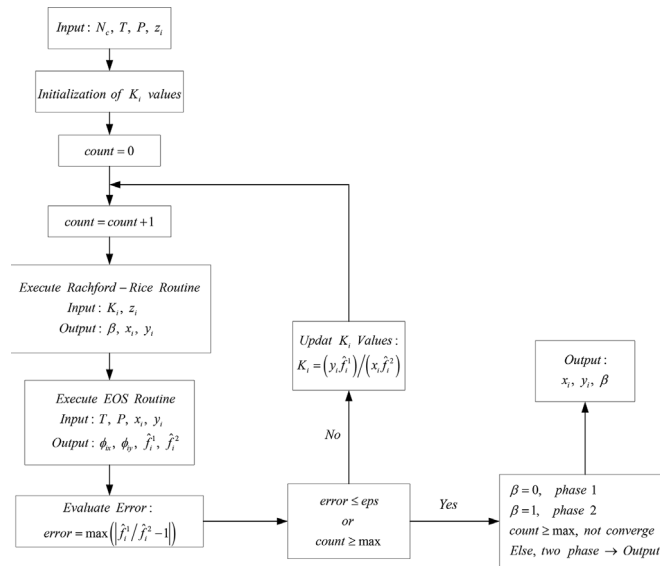 Input: N_c, T, P, z_i
Initialization of K_i values
count = 0
count = count + 1
Execute Rachford – Rice Routine
Input: K_i, z_i
Output: β, x_i, y_i
Execute EOS Routine
Input: T, P, x_i, y_i
Output: ϕ_ix, ϕ_iy, f̂_i^1, f̂_i^2
Evaluate Error:
error = max(|f̂_i^1/f̂_i^2 − 1|)
error ≤ eps
or
count ≥ max
No
Updat K_i Values:
K_i = (y_i f̂_i^1)/(x_i f̂_i^2)
Yes
β = 0, phase 1
β = 1, phase 2
count ≥ max, not converge
Else, two phase → Output
Output:
x_i, y_i, β